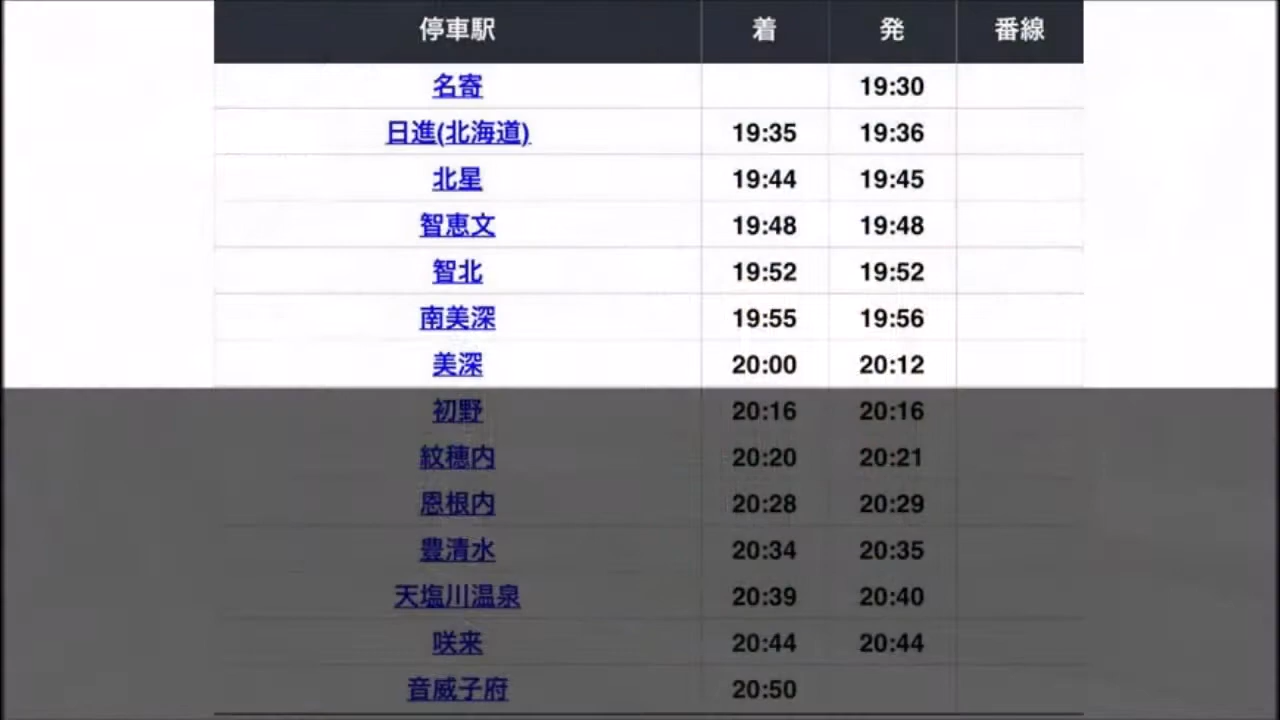 停車駅 着 発 番線
名寄 19:30
日進(北海道) 19:35 19:36
北星 19:44 19:45
智恵文 19:48 19:48
智北 19:52 19:52
南美深 19:55 19:56
美深 20:00 20:12
初野 20:16 20:16
紋穂内 20:20 20:21
恩根内 20:28 20:29
豊清水 20:34 20:35
天塩川温泉 20:39 20:40
咲来 20:44 20:44
音威子府 20:50